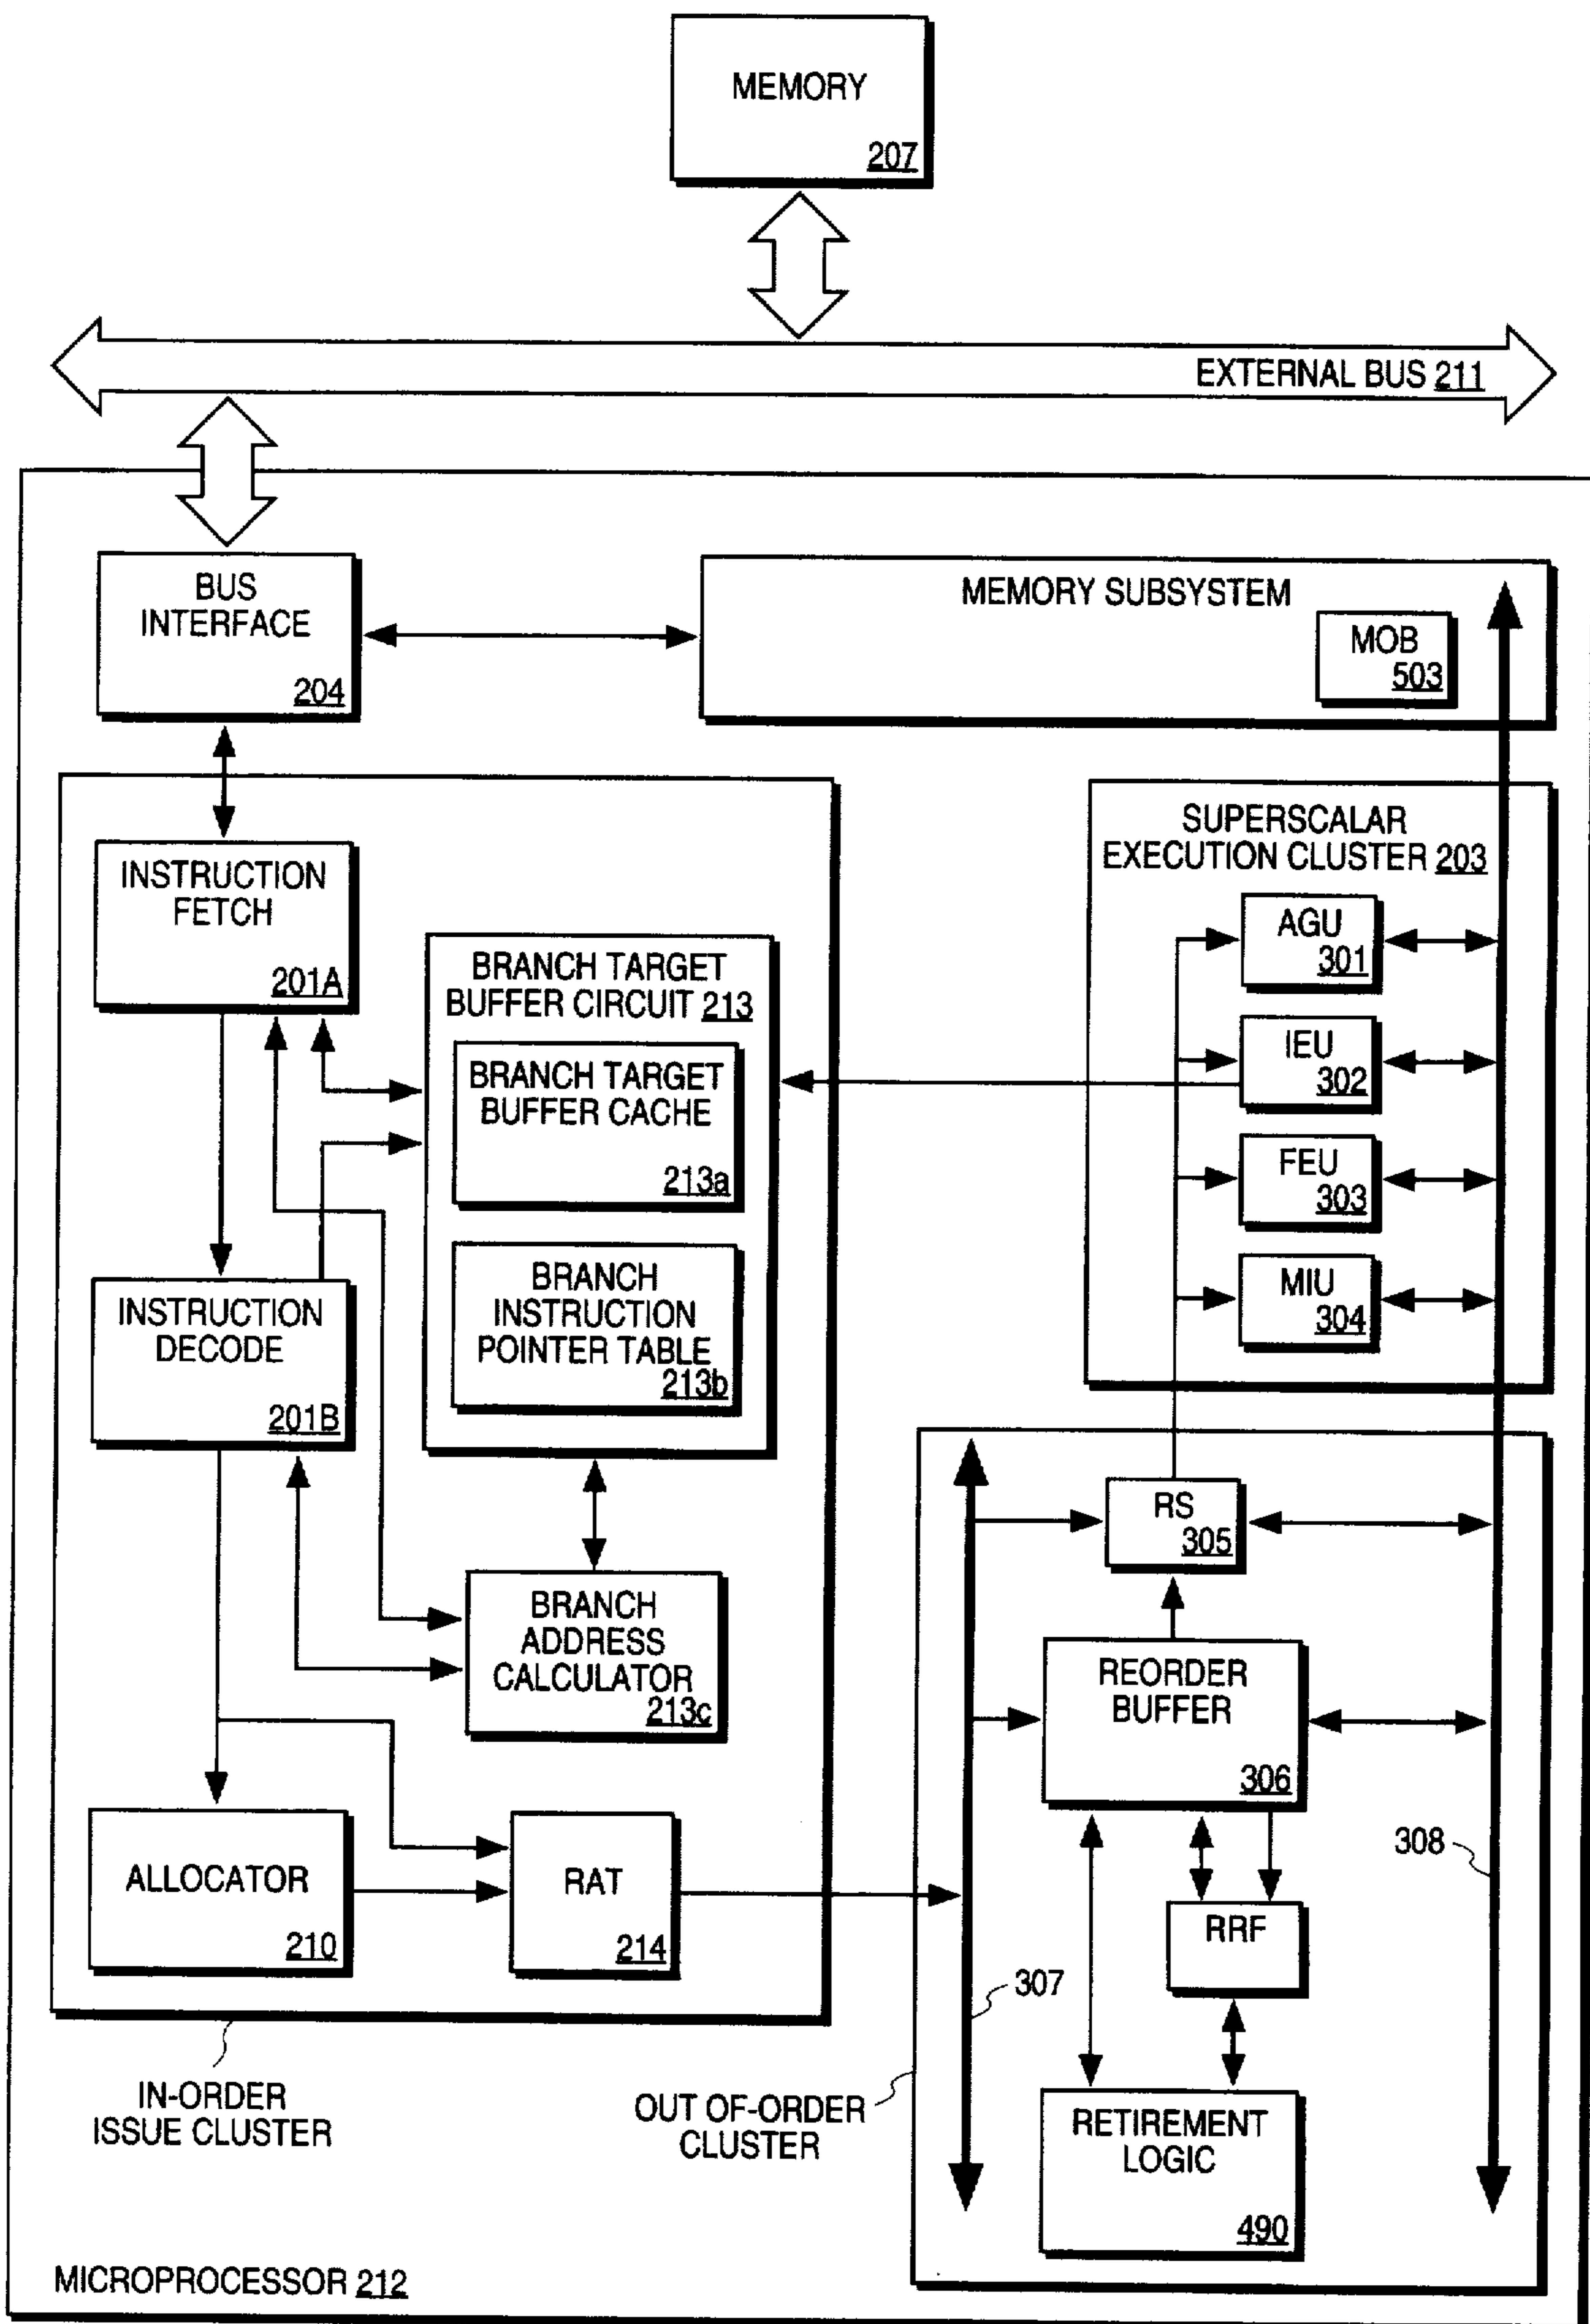 MEMORY
207
EXTERNAL BUS 211
BUS
INTERFACE
204
MEMORY SUBSYSTEM
MOB
503
INSTRUCTION
FETCH
201A
BRANCH TARGET
BUFFER CIRCUIT 213
BRANCH TARGET
BUFFER CACHE
213a
BRANCH
INSTRUCTION
POINTER TABLE
213b
INSTRUCTION
DECODE
201B
BRANCH
ADDRESS
CALCULATOR
213c
ALLOCATOR
210
RAT
214
IN-ORDER
ISSUE CLUSTER
SUPERSCALAR
EXECUTION CLUSTER 203
AGU
301
IEU
302
FEU
303
MIU
304
RS
305
REORDER
BUFFER
306
308
RRF
307
RETIREMENT
LOGIC
490
OUT OF-ORDER
CLUSTER
MICROPROCESSOR 212